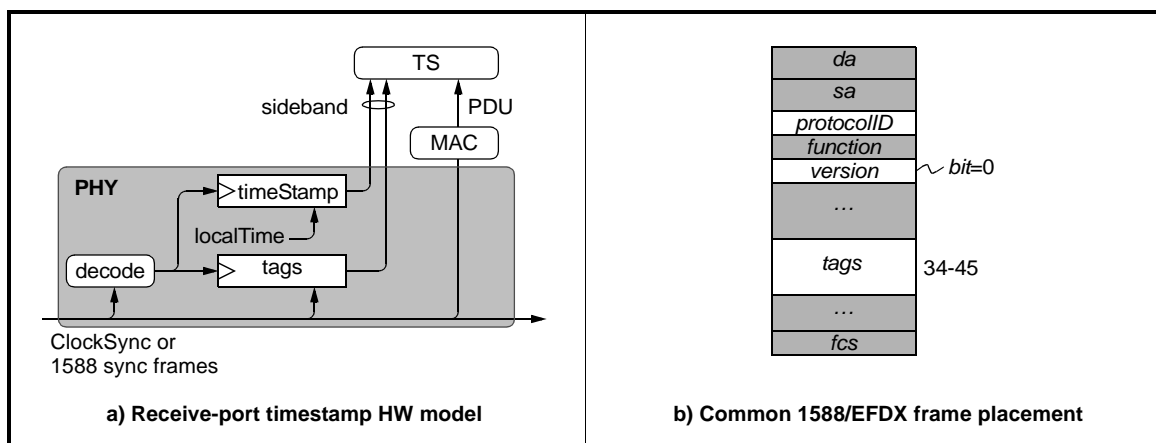 TS
sideband
PDU
MAC
PHY
timeStamp
localTime
decode
tags
ClockSync or
1588 sync frames
a) Receive-port timestamp HW model
da
sa
protocolID
function
version
bit=0
...
tags
34-45
...
fcs
b) Common 1588/EFDX frame placement